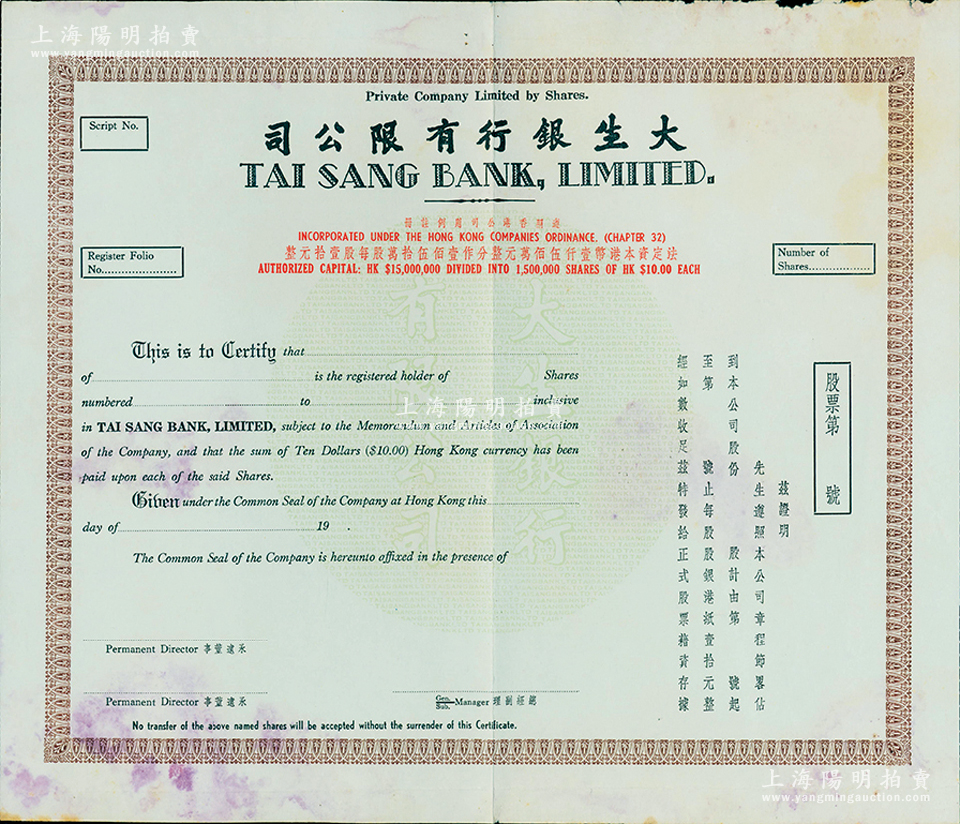 上海陽明拍賣
www.yangmingauction.com
Private Company Limited by Shares.
Script No.
大生銀行有限公司
TAI SANG BANK, LIMITED.
遵照香港公司則例註冊
INCORPORATED UNDER THE HONG KONG COMPANIES ORDINANCE. (CHAPTER 32)
法定資本港幣壹仟伍佰萬元整分作壹佰伍拾萬股每股壹拾元整
AUTHORIZED CAPITAL: HK $15,000,000 DIVIDED INTO 1,500,000 SHARES OF HK $10.00 EACH
Register Folio
No.
Number of
Shares
大生銀行
有限公司
This is to Certify that
of is the registered holder of Shares
numbered to inclusive
in TAI SANG BANK, LIMITED, subject to the Memorandum and Articles of Association
of the Company, and that the sum of Ten Dollars ($10.00) Hong Kong currency has been
paid upon each of the said Shares.
Given under the Common Seal of the Company at Hong Kong this
day of 19 .
The Common Seal of the Company is hereunto affixed in the presence of
上海陽明拍賣
www.yangmingauction.com
股票第 號
茲證明
先生遵照本公司章程節畧佔
到本公司股份 股計由第 號起
至第 號止每股股銀港紙壹拾元整
經如數收足茲特發給正式股票藉資存據
Permanent Director 永遠董事
Permanent Director 永遠董事
Gen. Sub. Manager 總經副理
No transfer of the above named shares will be accepted without the surrender of this Certificate.
上海陽明拍賣
www.yangmingauction.com